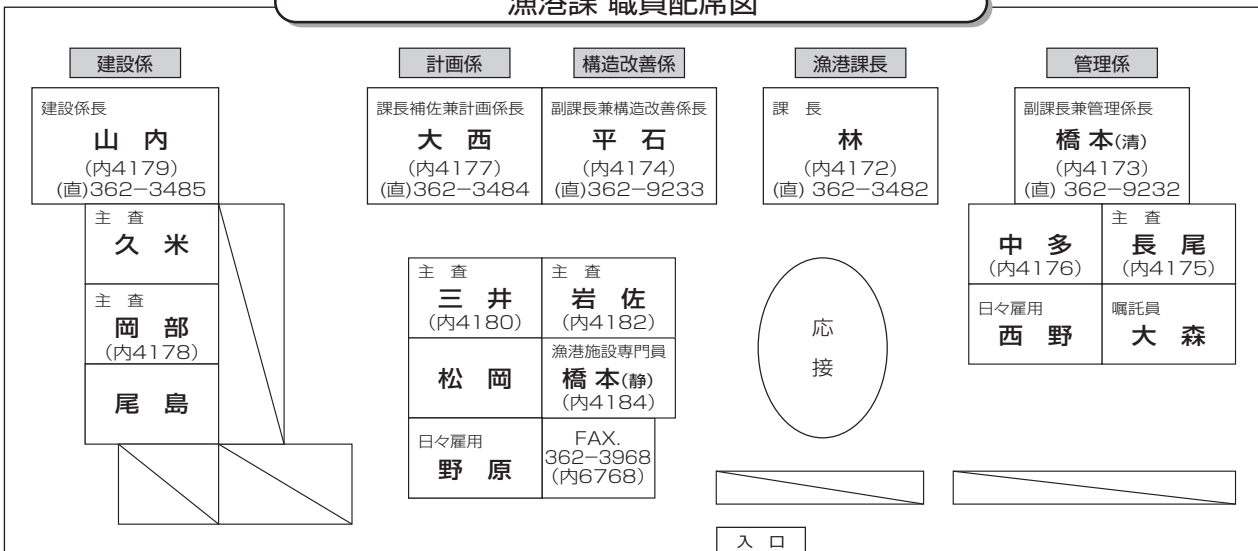 漁港課 職員配席図
建設係
計画係
構造改善係
漁港課長
管理係
建設係長
山 内
(内4179)
(直)362−3485
課長補佐兼計画係長
大 西
(内4177)
(直)362−3484
副課長兼構造改善係長
平 石
(内4174)
(直)362−9233
課 長
林
(内4172)
(直) 362−3482
副課長兼管理係長
橋 本(清)
(内4173)
(直) 362−9232
主 査
久 米
主 査
岡 部
(内4178)
尾 島
主 査
三 井
(内4180)
松 岡
日々雇用
野 原
主 査
岩 佐
(内4182)
漁港施設専門員
橋 本(静)
(内4184)
FAX.
362−3968
(内6768)
応
接
中 多
(内4176)
主 査
長 尾
(内4175)
日々雇用
西 野
嘱託員
大 森
入 口